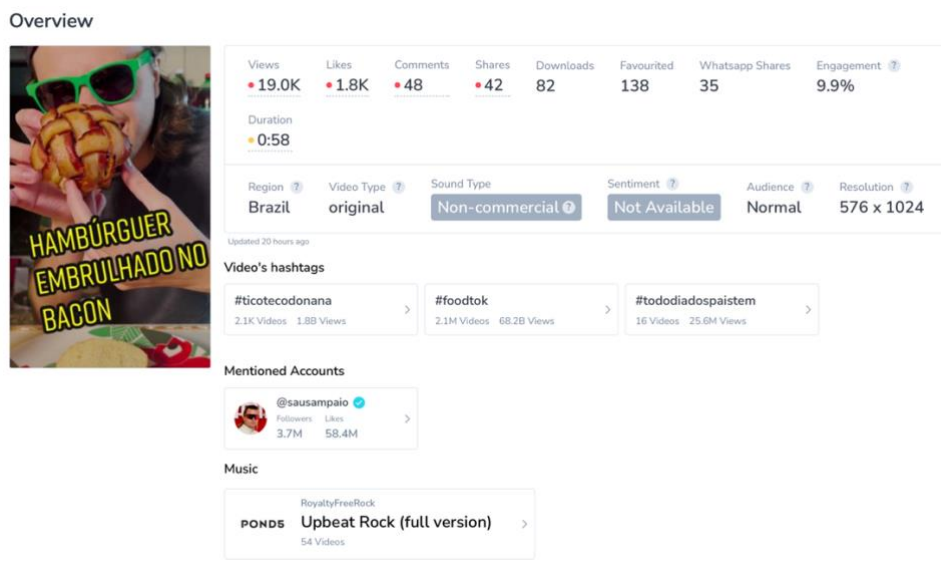 Overview
HAMBÚRGUER
EMBRULHADO NO
BACON
Views Likes Comments Shares Downloads Favourited Whatsapp Shares Engagement ?
19.0K 1.8K 48 42 82 138 35 9.9%
Duration
0:58
Region ? Video Type ? Sound Type Sentiment ? Audience ? Resolution ?
Brazil original Non-commercial ? Not Available Normal 576 x 1024
Updated 20 hours ago
Video's hashtags
#ticotecodonana #foodtok #tododiadospaistem
2.1K Videos 1.8B Views 2.1M Videos 68.2B Views 16 Videos 25.6M Views
Mentioned Accounts
@sausampaio
Followers Likes
3.7M 58.4M
Music
RoyaltyFreeRock
POND5 Upbeat Rock (full version)
54 Videos